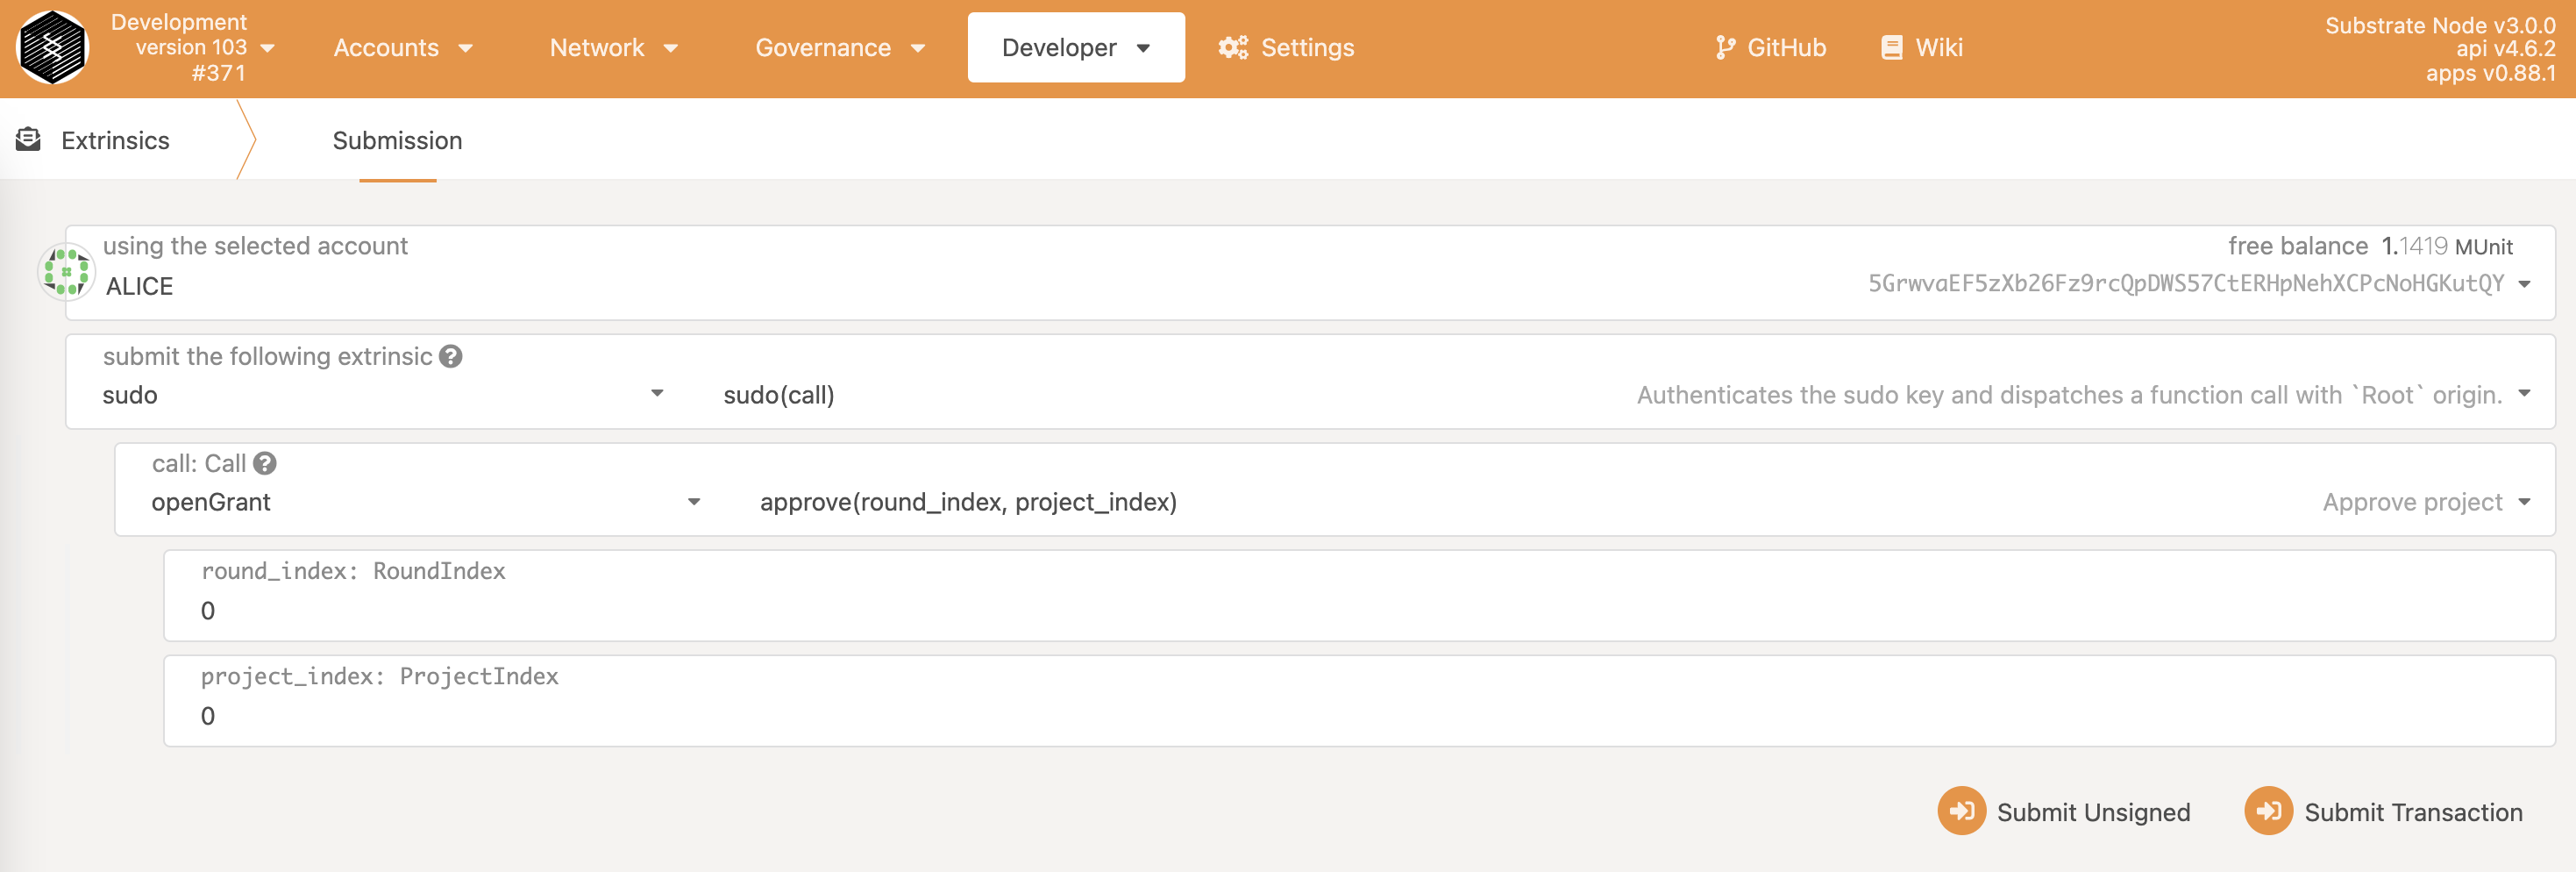 Development
version 103
#371
Accounts
Network
Governance
Developer
Settings
GitHub
Wiki
Substrate Node v3.0.0
api v4.6.2
apps v0.88.1
Extrinsics
Submission
using the selected account
free balance 1.1419 MUnit
ALICE
5GrwvaEF5zXb26Fz9rcQpDWS57CtERHpNehXCPcNoHGKutQY
submit the following extrinsic
sudo
sudo(call)
Authenticates the sudo key and dispatches a function call with `Root` origin.
call: Call
openGrant
approve(round_index, project_index)
Approve project
round_index: RoundIndex
0
project_index: ProjectIndex
0
Submit Unsigned
Submit Transaction